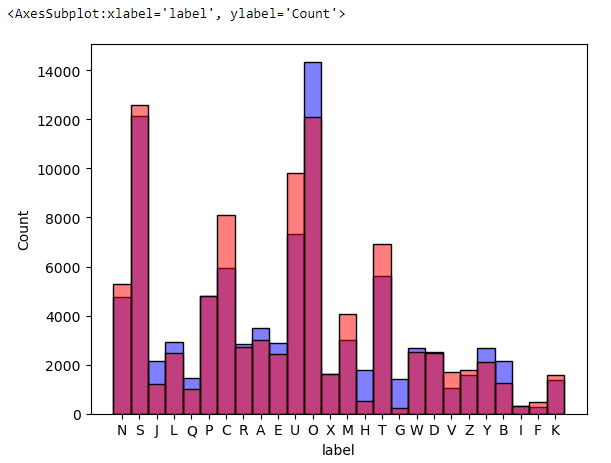 <AxesSubplot:xlabel='label', ylabel='Count'>
14000
12000
10000
8000
6000
4000
2000
0
Count
N S J L Q P C R A E U O X M H T G W D V Z Y B I F K
label